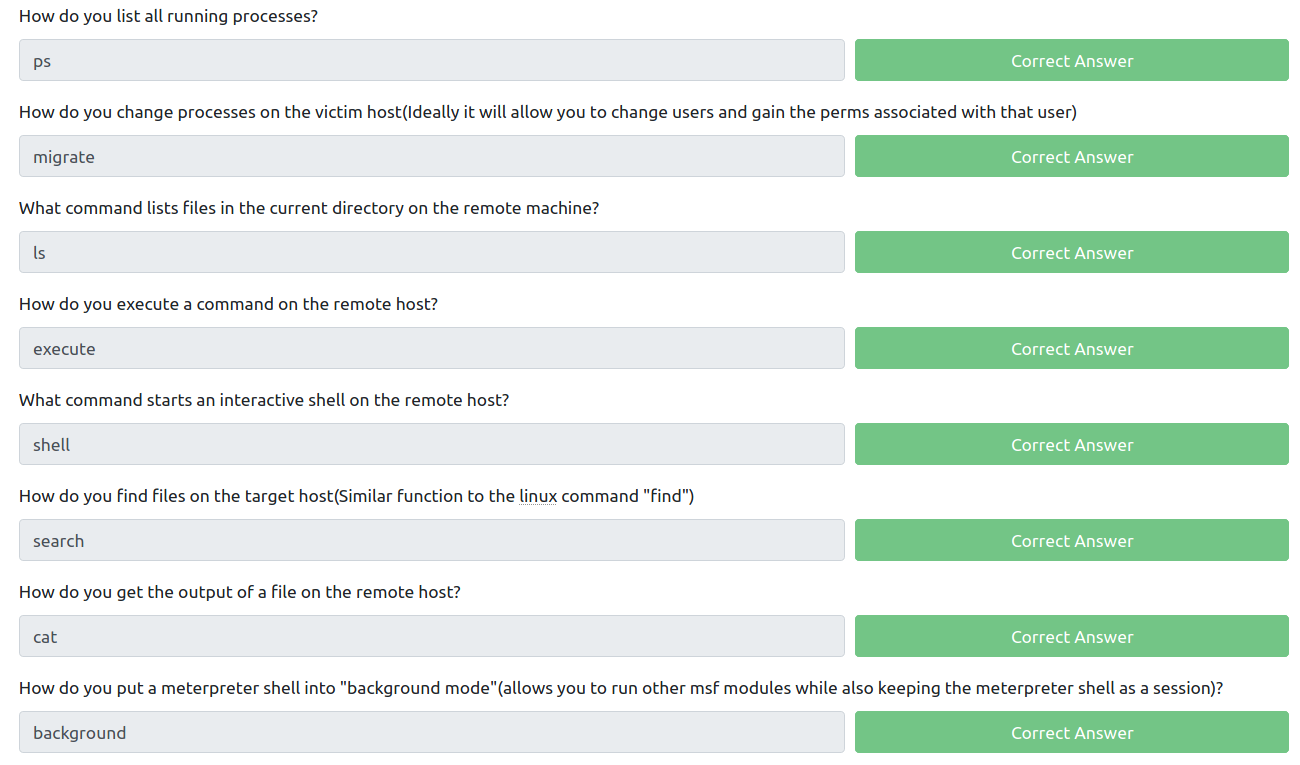 How do you list all running processes?
ps
Correct Answer
How do you change processes on the victim host(Ideally it will allow you to change users and gain the perms associated with that user)
migrate
Correct Answer
What command lists files in the current directory on the remote machine?
ls
Correct Answer
How do you execute a command on the remote host?
execute
Correct Answer
What command starts an interactive shell on the remote host?
shell
Correct Answer
How do you find files on the target host(Similar function to the linux command "find")
search
Correct Answer
How do you get the output of a file on the remote host?
cat
Correct Answer
How do you put a meterpreter shell into "background mode"(allows you to run other msf modules while also keeping the meterpreter shell as a session)?
background
Correct Answer